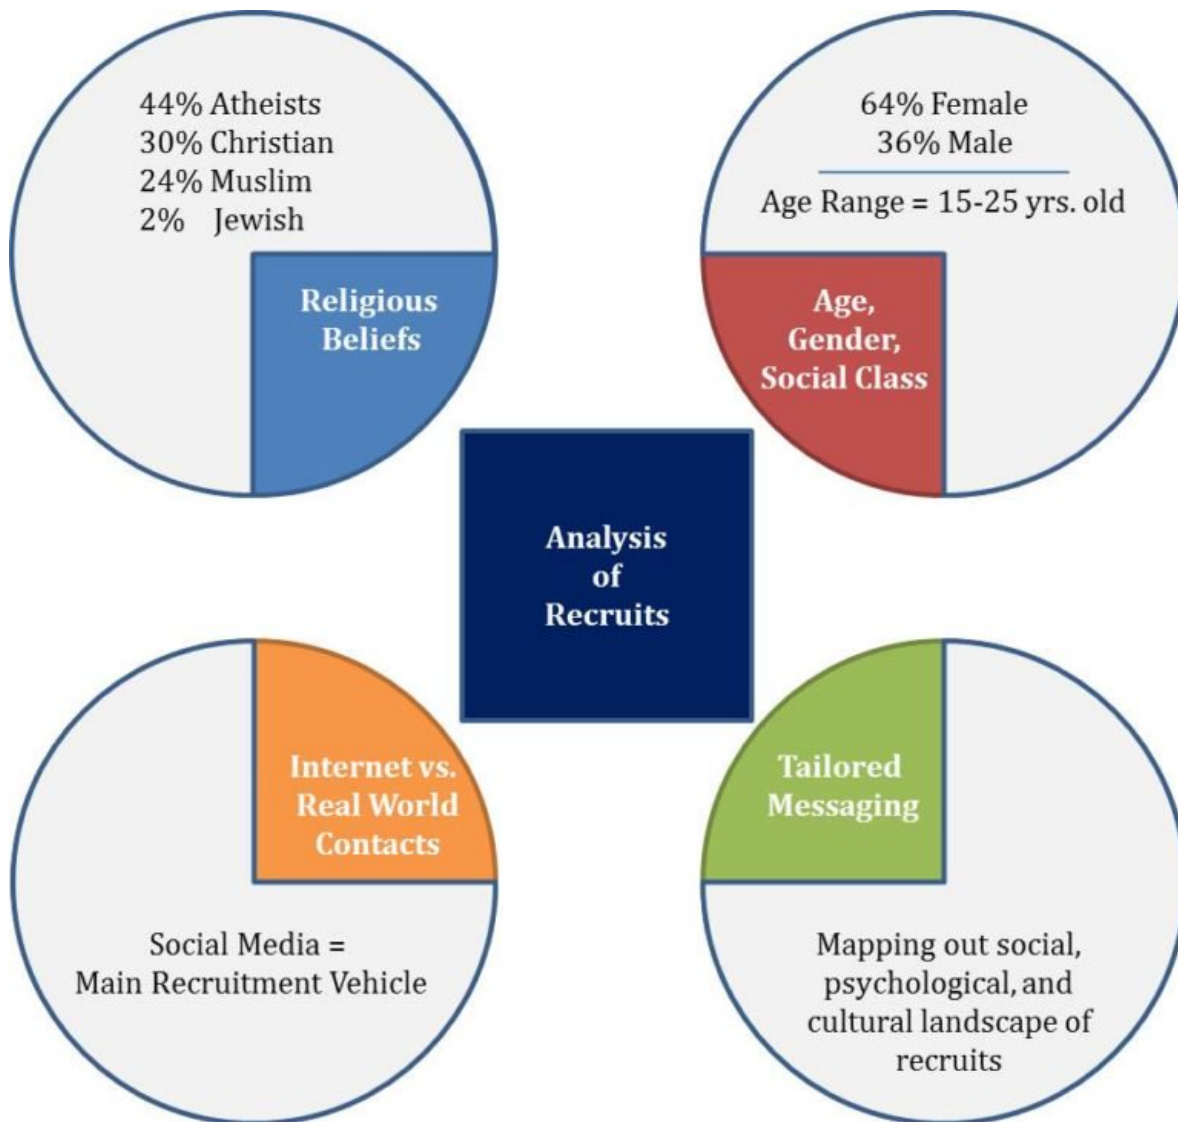 44% Atheists
30% Christian
24% Muslim
2% Jewish
Religious
Beliefs
64% Female
36% Male
Age Range = 15-25 yrs. old
Age,
Gender,
Social Class
Analysis
of
Recruits
Internet vs.
Real World
Contacts
Social Media =
Main Recruitment Vehicle
Tailored
Messaging
Mapping out social,
psychological, and
cultural landscape of
recruits